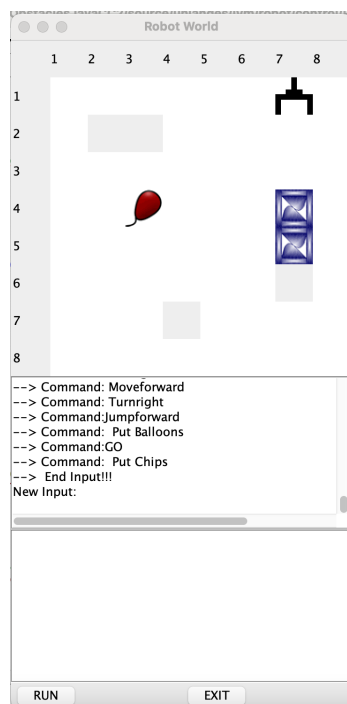 Robot World
1 2 3 4 5 6 7 8
1
2
3
4
5
6
7
8
--> Command: Moveforward
--> Command: Turnright
--> Command:Jumpforward
--> Command:  Put Balloons
--> Command:GO
--> Command:  Put Chips
-->  End Input!!!
New Input:
RUN EXIT